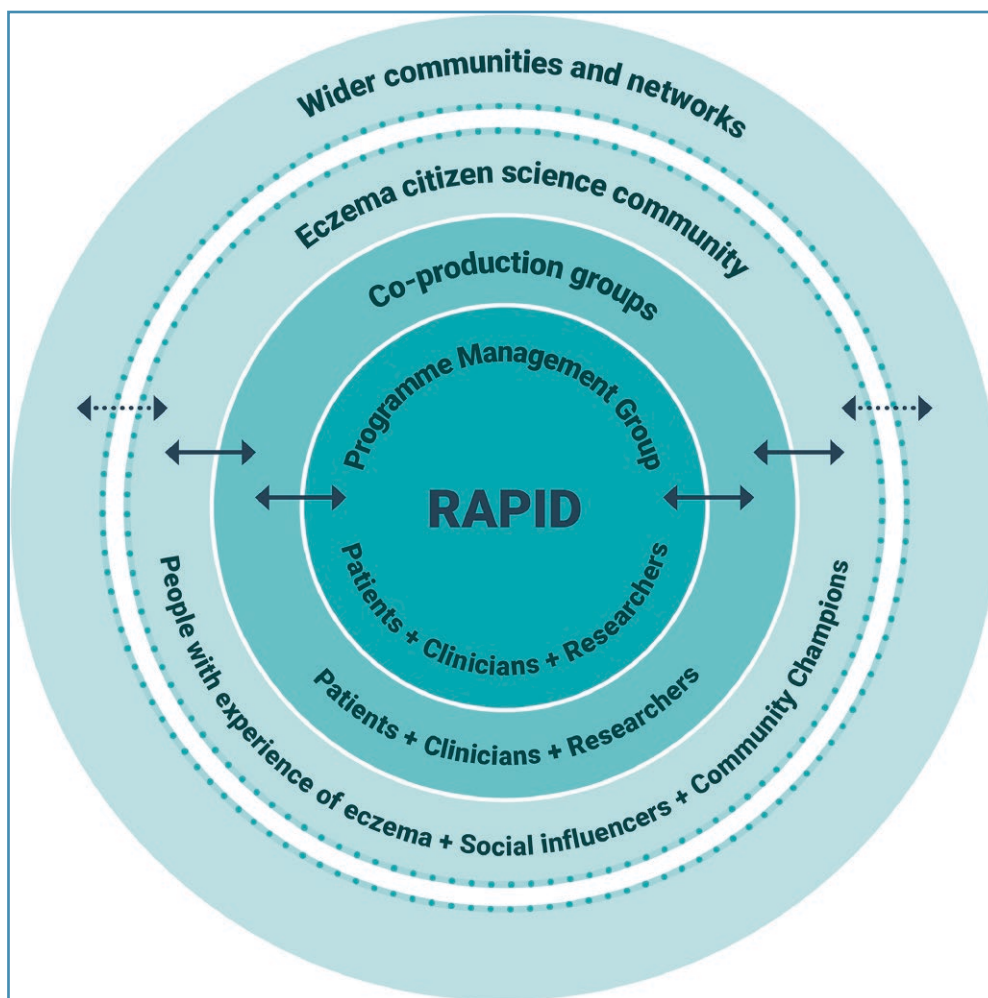 Wider communities and networks
Eczema citizen science community
Co-production groups
Programme Management Group
RAPID
Patients + Clinicians + Researchers
Patients + Clinicians + Researchers
People with experience of eczema + Social influencers + Community Champions